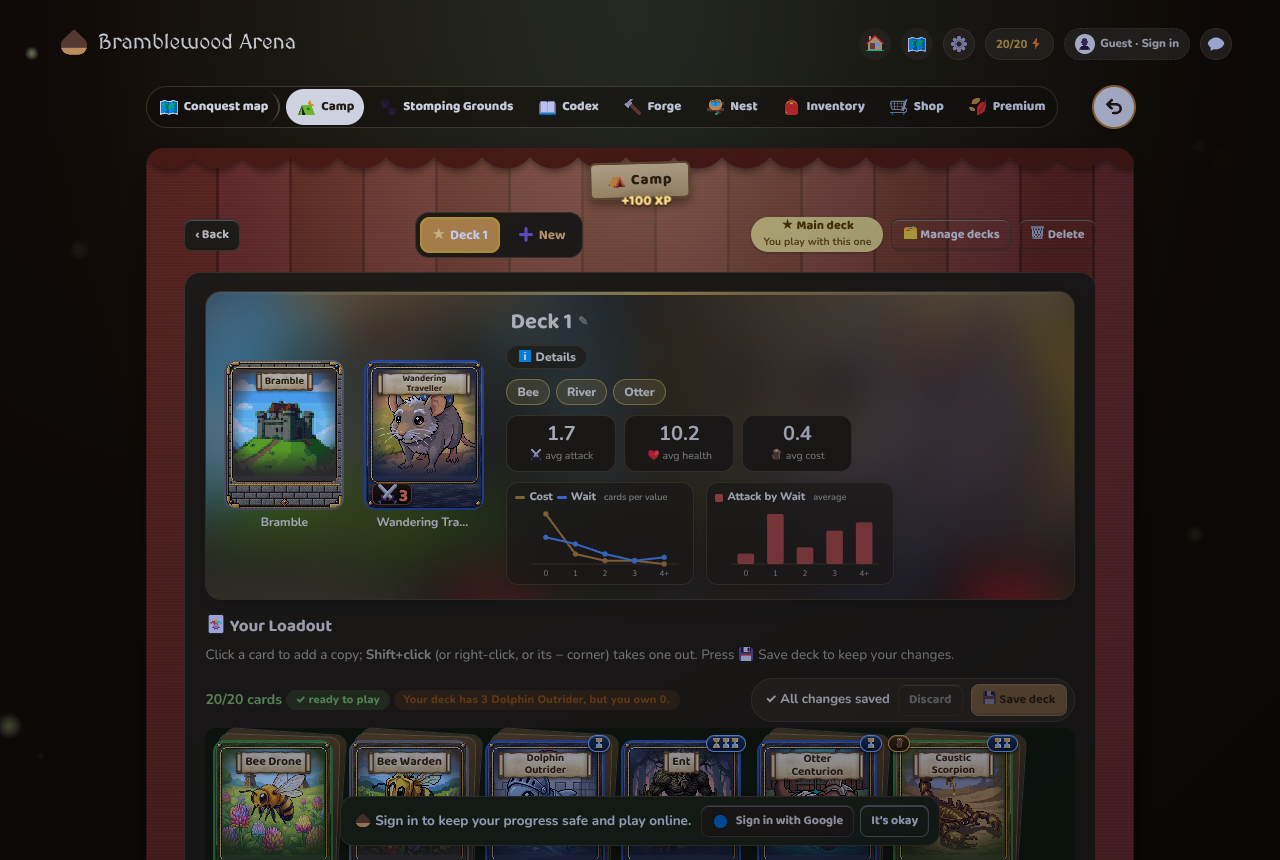 Bramblewood Arena
20/20
Guest · Sign in
Conquest map
Camp
Stomping Grounds
Codex
Forge
Nest
Inventory
Shop
Premium
Camp
+100 XP
‹ Back
★ Deck 1
New
★ Main deck
You play with this one
Manage decks
Delete
Deck 1
Details
Bee
River
Otter
Bramble
Wandering
Traveller
3
Bramble
Wandering Tra...
1.7
avg attack
10.2
avg health
0.4
avg cost
Cost Wait cards per value
0 1 2 3 4+
Attack by Wait average
0 1 2 3 4+
Your Loadout
Click a card to add a copy; Shift+click (or right-click, or its – corner) takes one out. Press 💾 Save deck to keep your changes.
20/20 cards
✓ ready to play
Your deck has 3 Dolphin Outrider, but you own 0.
✓ All changes saved
Discard
Save deck
Bee Drone
Bee Warden
Dolphin
Outrider
Ent
Otter
Centurion
Caustic
Scorpion
Sign in to keep your progress safe and play online.
Sign in with Google
It's okay